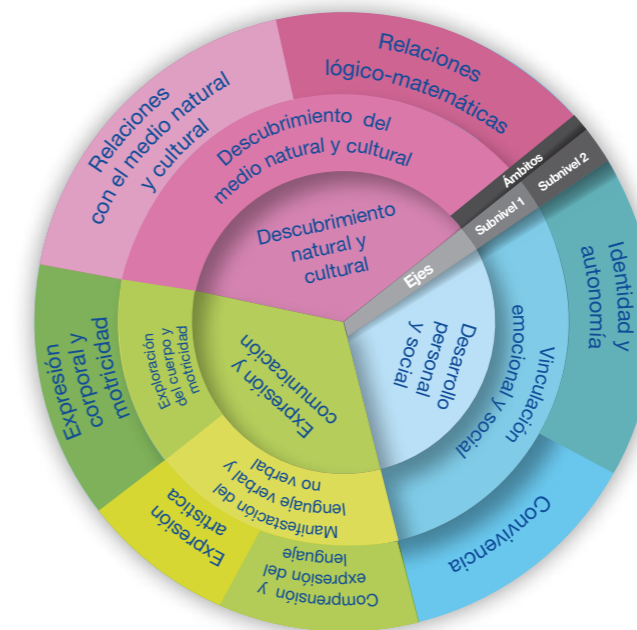 Relaciones
lógico-matemáticas
Relaciones
con el medio natural
y cultural
Descubrimiento del
medio natural y cultural
Descubrimiento
natural y
cultural
Ámbitos
Subnivel 1
Subnivel 2
Ejes
Identidad y
autonomía
Vinculación
emocional y social
Desarrollo
personal
y social
Convivencia
Expresión y
comunicación
Exploración
del cuerpo y
motricidad
Expresión
corporal y
motricidad
Manifestación del
lenguaje verbal y
no verbal
Expresión
artística
Comprensión y
expresión del
lenguaje